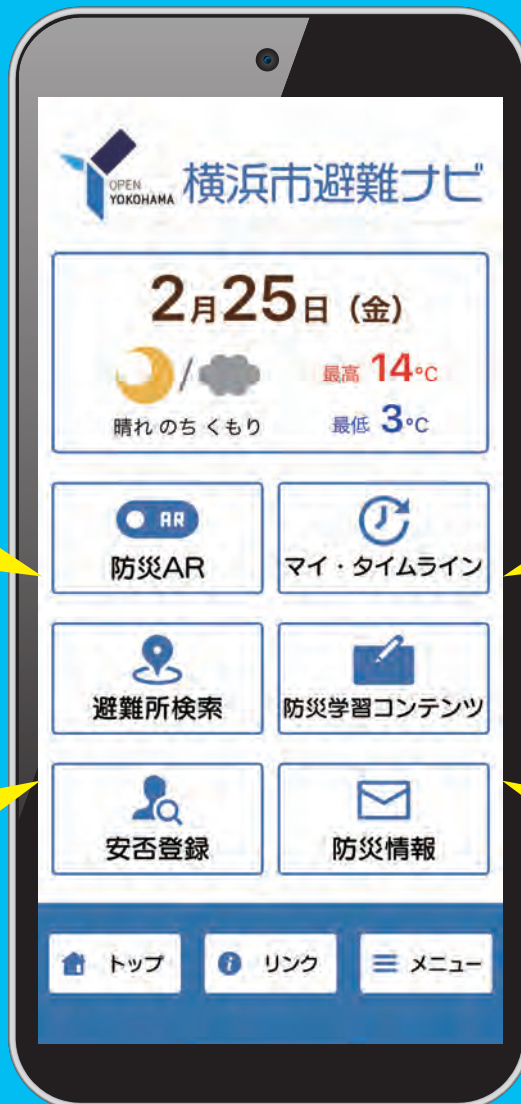 OPEN
YOKOHAMA
横浜市避難ナビ
2月25日（金）
晴れ のち くもり
最高 14°C
最低 3°C
AR
防災AR
マイ・タイムライン
避難所検索
防災学習コンテンツ
安否登録
防災情報
トップ
リンク
メニュー